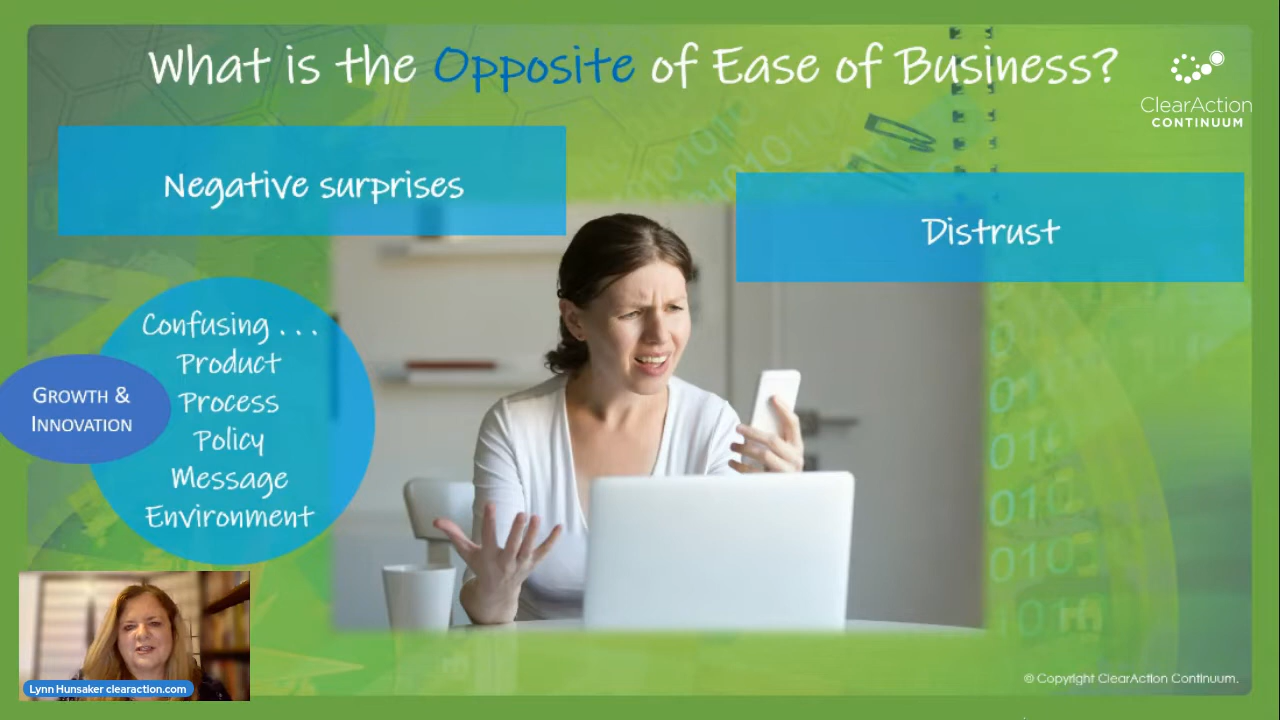 What is the Opposite of Ease of Business?
ClearAction
CONTINUUM
Negative surprises
Distrust
Confusing . . .
Product
Process
Policy
Message
Environment
GROWTH &
INNOVATION
Lynn Hunsaker clearaction.com
© Copyright ClearAction Continuum.